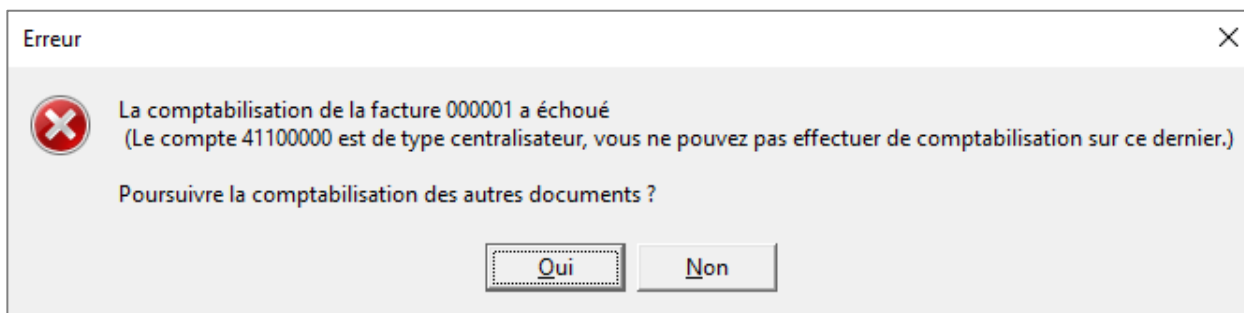 Erreur
La comptabilisation de la facture 000001 a échoué
(Le compte 41100000 est de type centralisateur, vous ne pouvez pas effectuer de comptabilisation sur ce dernier.)
Poursuivre la comptabilisation des autres documents ?
Oui
Non